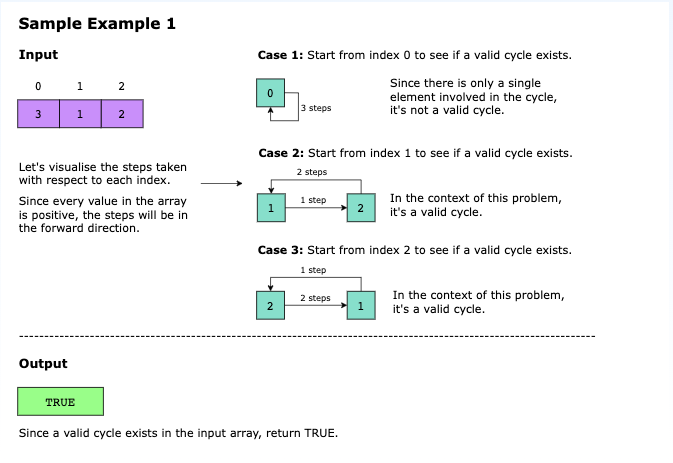 Sample Example 1
Input
0 1 2
3 1 2
Let's visualise the steps taken
with respect to each index.
Since every value in the array
is positive, the steps will be in
the forward direction.
Case 1: Start from index 0 to see if a valid cycle exists.
0
3 steps
Since there is only a single
element involved in the cycle,
it's not a valid cycle.
Case 2: Start from index 1 to see if a valid cycle exists.
2 steps
1
1 step
2
In the context of this problem,
it's a valid cycle.
Case 3: Start from index 2 to see if a valid cycle exists.
1 step
2
2 steps
1
In the context of this problem,
it's a valid cycle.
Output
TRUE
Since a valid cycle exists in the input array, return TRUE.